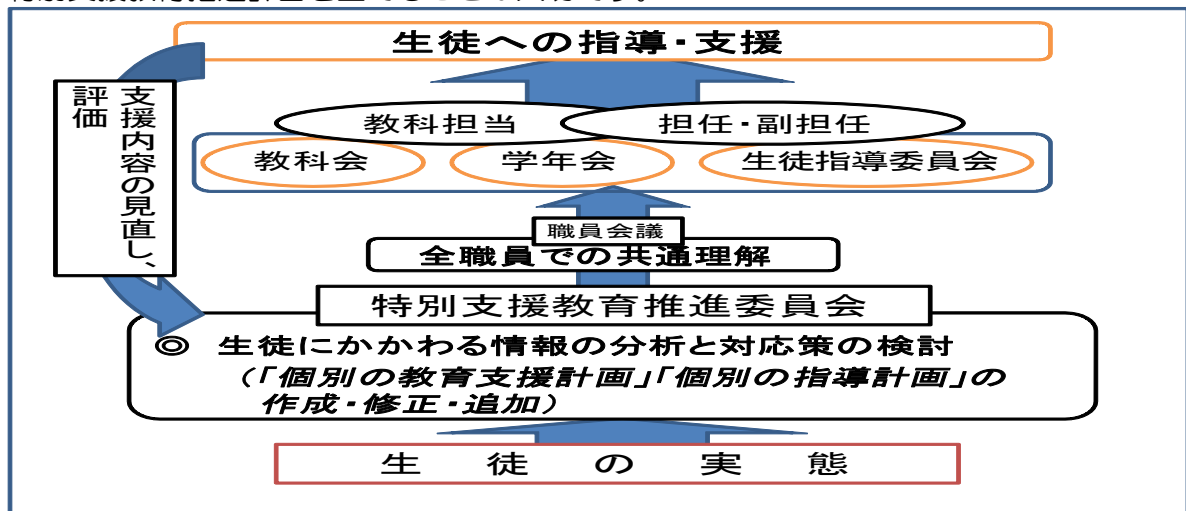 生徒への指導・支援
支援内容の見直し、
評価
教科担当
担任・副担任
教科会
学年会
生徒指導委員会
職員会議
全職員での共通理解
特別支援教育推進委員会
◎ 生徒にかかわる情報の分析と対応策の検討
（「個別の教育支援計画」「個別の指導計画」の
作成・修正・追加）
生徒の実態